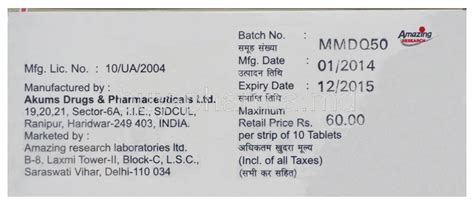 Mfg. Lic. No. : 10/UA/2004
Manufactured by :
Akums Drugs & Pharmaceuticals Ltd.
19,20,21, Sector-6A, I.I.E., SIDCUL,
Ranipur, Haridwar-249 403, INDIA.
Marketed by :
Amazing research laboratories ltd.
B-8, Laxmi Tower-II, Block-C, L.S.C.,
Saraswati Vihar, Delhi-110 034
Batch No. : MMDQ50
समूह संख्या
Mfg. Date : 01/2014
उत्पादन तिथि
Expiry Date : 12/2015
समाप्ति तिथि
Maximum :
Retail Price Rs. 60.00
per strip of 10 Tablets
अधिकतम खुदरा मूल्य
(Incl. of all Taxes)
(सभी कर सहित)
Amazing
RESEARCH